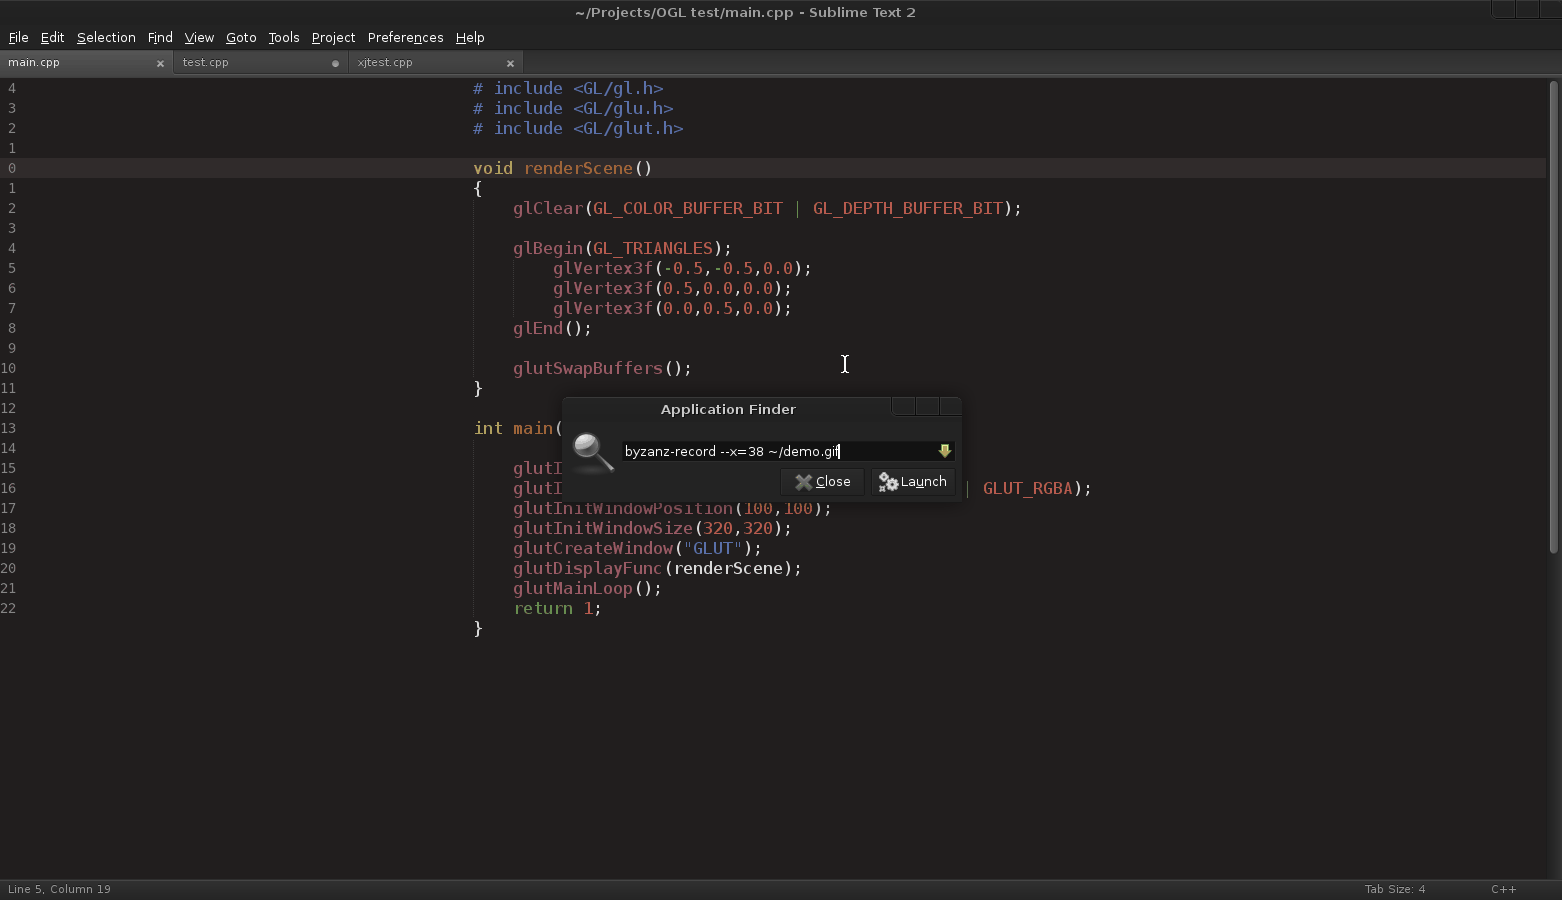 ~/Projects/OGL test/main.cpp - Sublime Text 2
File Edit Selection Find View Goto Tools Project Preferences Help
main.cpp × test.cpp ● xjtest.cpp ×
4 # include <GL/gl.h>
3 # include <GL/glu.h>
2 # include <GL/glut.h>
1
0 void renderScene()
1 {
2 glClear(GL_COLOR_BUFFER_BIT | GL_DEPTH_BUFFER_BIT);
3
4 glBegin(GL_TRIANGLES);
5 glVertex3f(-0.5,-0.5,0.0);
6 glVertex3f(0.5,0.0,0.0);
7 glVertex3f(0.0,0.5,0.0);
8 glEnd();
9
10 glutSwapBuffers();
11 }
12
13 int main(
14
15 glutI
16 glutI | GLUT_RGBA);
17 glutInitWindowPosition(100,100);
18 glutInitWindowSize(320,320);
19 glutCreateWindow("GLUT");
20 glutDisplayFunc(renderScene);
21 glutMainLoop();
22 return 1;
}
Application Finder
byzanz-record --x=38 ~/demo.gif
Close Launch
Line 5, Column 19
Tab Size: 4 C++